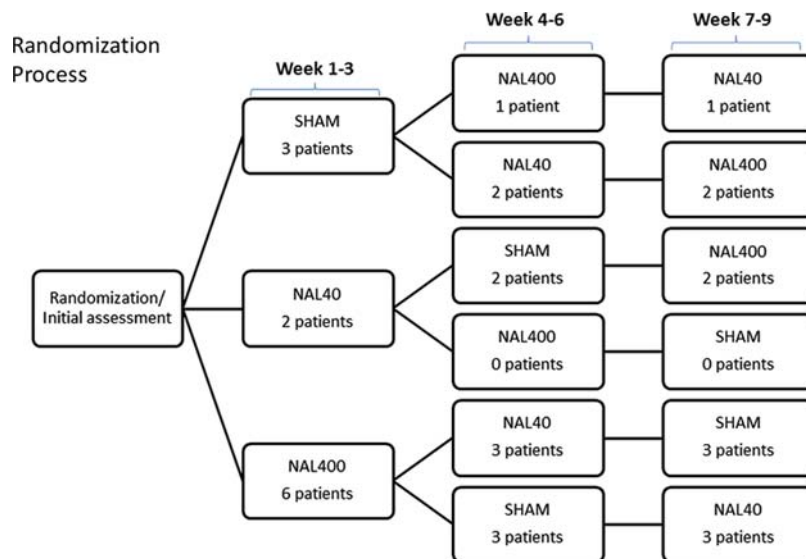 Randomization
Process
Week 1-3
Week 4-6
Week 7-9
Randomization/
Initial assessment
SHAM
3 patients
NAL400
1 patient
NAL40
1 patient
NAL40
2 patients
NAL400
2 patients
NAL40
2 patients
SHAM
2 patients
NAL400
2 patients
NAL400
0 patients
SHAM
0 patients
NAL400
6 patients
NAL40
3 patients
SHAM
3 patients
SHAM
3 patients
NAL40
3 patients